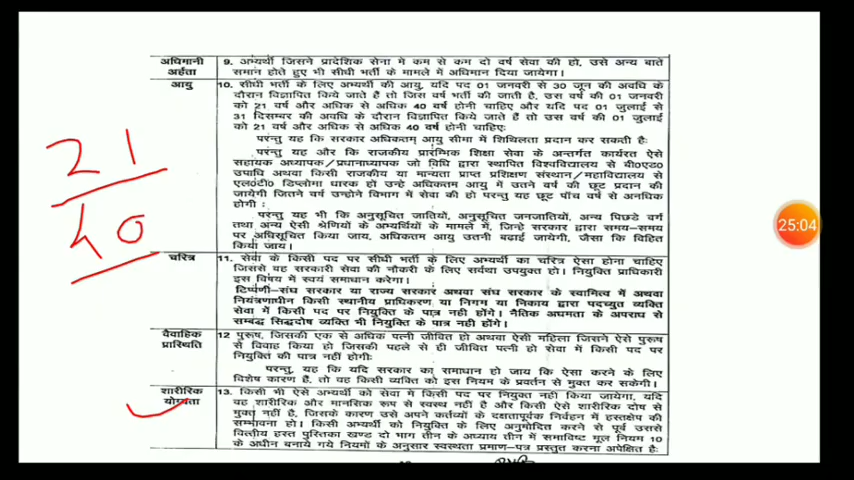 अधिमानी 9. अभ्यर्थी जिसने प्रादेशिक सेना मे कम से कम दो वर्ष सेवा की हो, उसे अन्य बाते
अर्हता समान होते हुए भी सीधी भर्ती के मामले में अधिमान दिया जायेगा।
आयु 10. सीधी भर्ती के लिए अभ्यर्थी की आयु, यदि पद 01 जनवरी से 30 जून की अवधि के
दौरान विज्ञापित किये जाते हैं तो जिस वर्ष भर्ती की जाती है, उस वर्ष की 01 जनवरी
को 21 वर्ष और अधिक से अधिक 40 वर्ष होनी चाहिए और यदि पद 01 जुलाई से
31 दिसम्बर की अवधि के दौरान विज्ञापित किये जाते हैं तो उस वर्ष की 01 जुलाई
को 21 वर्ष और अधिक से अधिक 40 वर्ष होनी चाहिएः
परन्तु यह कि सरकार अधिकतम् आयु सीमा में शिथिलता प्रदान कर सकती हैः
परन्तु यह और कि राजकीय प्रारम्भिक शिक्षा सेवा के अन्तर्गत कार्यरत ऐसे
सहायक अध्यापक/प्रधानाध्यापक जो विधि द्वारा स्थापित विश्वविद्यालय से बी०एड०
उपाधि अथवा किसी राजकीय या मान्यता प्राप्त प्रशिक्षण संस्थान/महाविद्यालय से
एल०टी० डिप्लोमा धारक हो उन्हे अधिकतम आयु में उतने वर्ष की छूट प्रदान की
जायेगी जितने वर्ष उन्होने विभाग में सेवा की हो परन्तु यह छूट पाँच वर्ष से अनधिक
होगी :
परन्तु यह भी कि अनुसूचित जातियों, अनुसूचित जनजातियों, अन्य पिछडे वर्ग
तथा अन्य ऐसी श्रेणियों के अभ्यर्थियों के मामले में, जिन्हे सरकार द्वारा समय-समय
पर अधिसूचित किया जाय, अधिकतम आयु उतनी बढाई जायेगी, जैसा कि विहित
किया जाय।
चरित्र 11. सेवा के किसी पद पर सीधी भर्ती के लिए अभ्यर्थी का चरित्र ऐसा होना चाहिए
जिससे वह सरकारी सेवा की नौकरी के लिए सर्वथा उपयुक्त हो। नियुक्ति प्राधिकारी
इस विषय में स्वयं समाधान करेगा।
टिप्पणी-संघ सरकार या राज्य सरकार अथवा संघ सरकार के स्वामित्व में अथवा
नियंत्रणाधीन किसी स्थानीय प्राधिकरण या निगम या निकाय द्वारा पदच्युत व्यक्ति
सेवा में किसी पद पर नियुक्ति के पात्र नही होंगे। नैतिक अधमता के अपराध से
सम्बद्ध सिद्धदोष व्यक्ति भी नियुक्ति के पात्र नही होंगे।
वैवाहिक 12 पुरूष, जिसकी एक से अधिक पत्नी जीवित हो अथवा ऐसी महिला जिसने ऐसे पुरूष
प्रास्थिति से विवाह किया हो जिसकी पहले से ही जीवित पत्नी हो सेवा में किसी पद पर
नियुक्ति की पात्र नहीं होगीः
परन्तु, यह कि यदि सरकार का समाधान हो जाय कि ऐसा करने के लिए
विशेष कारण हैं, तो वह किसी व्यक्ति को इस नियम के प्रवर्तन से मुक्त कर सकेगी।
शारीरिक 13. किसी भी ऐसे अभ्यर्थी को सेवा में किसी पद पर नियुक्त नही किया जायेगा, यदि
योग्यता वह शारीरिक और मानसिक रूप से स्वस्थ नहीं है और किसी ऐसे शारीरिक दोष से
मुक्त नहीं है, जिसके कारण उसे अपने कर्तव्यों के दक्षतापूर्वक निर्वहन में हस्तक्षेप की
सम्भावना हो। किसी अभ्यर्थी को नियुक्ति के लिए अनुमोदित करने से पूर्व उससे
वित्तीय हस्त पुस्तिका खण्ड दो भाग तीन के अध्याय तीन में समाविष्ट मूल नियम 10
के अधीन बनाये गये नियमों के अनुसार स्वस्थता प्रमाण-पत्र प्रस्तुत करना अपेक्षित हैः
21
40
25:04